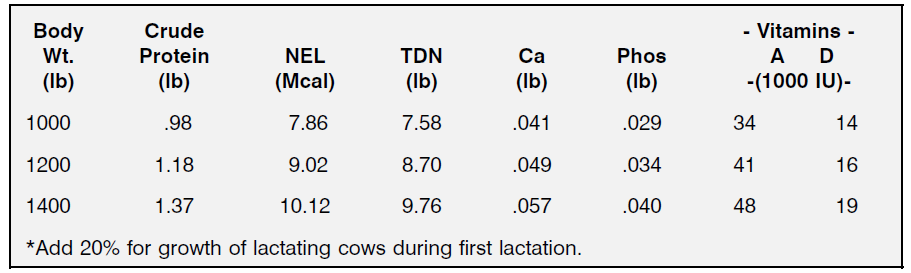 Body Crude - Vitamins -
Wt. Protein NEL TDN Ca Phos A D
(lb) (lb) (Mcal) (lb) (lb) (lb) -(1000 IU)-
1000 .98 7.86 7.58 .041 .029 34 14
1200 1.18 9.02 8.70 .049 .034 41 16
1400 1.37 10.12 9.76 .057 .040 48 19
*Add 20% for growth of lactating cows during first lactation.